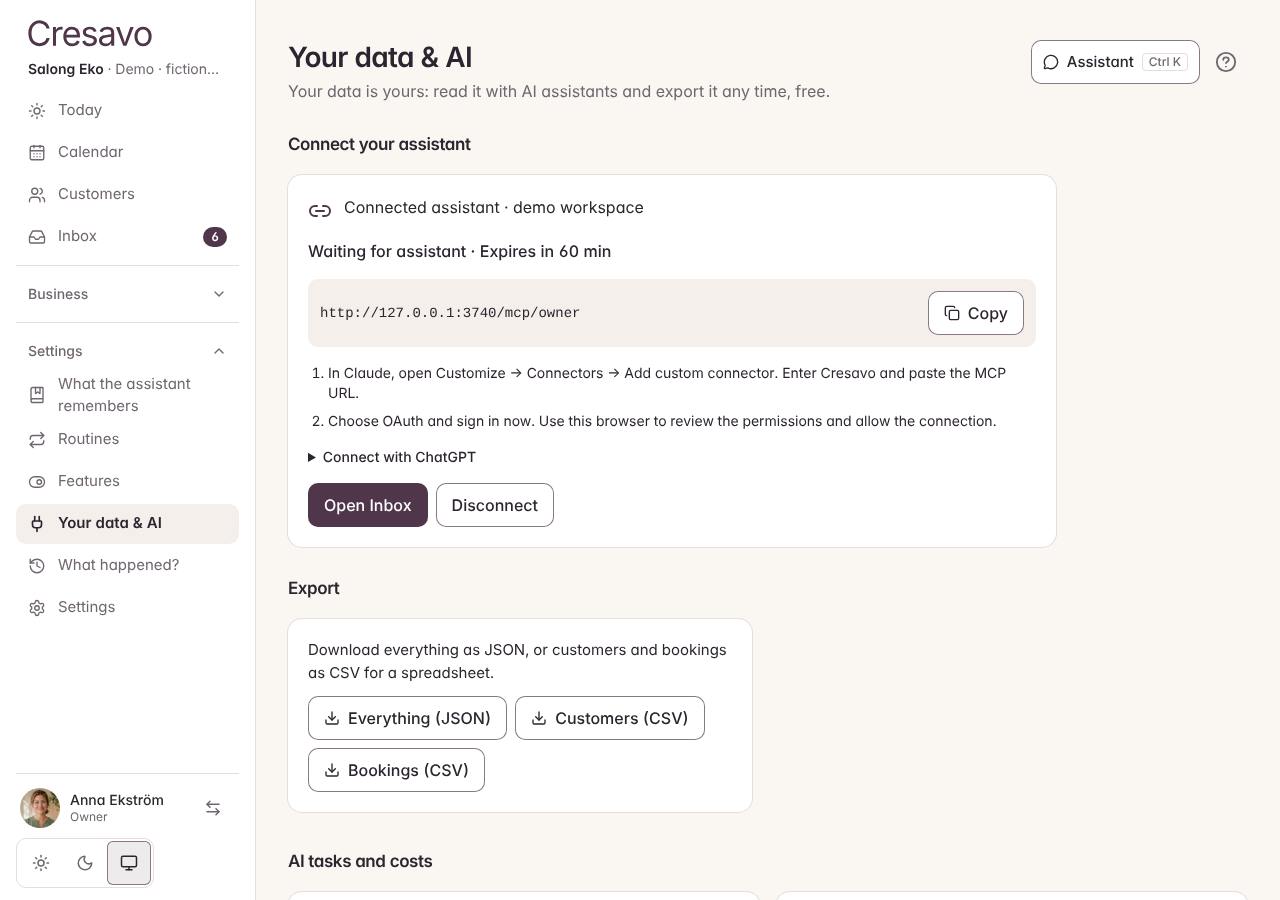 Cresavo
Salong Eko · Demo · fiction...
Today
Calendar
Customers
Inbox
6
Business
Settings
What the assistant
remembers
Routines
Features
Your data & AI
What happened?
Settings
Anna Ekström
Owner
Your data & AI
Your data is yours: read it with AI assistants and export it any time, free.
Assistant Ctrl K
Connect your assistant
Connected assistant · demo workspace
Waiting for assistant · Expires in 60 min
http://127.0.0.1:3740/mcp/owner
Copy
1. In Claude, open Customize → Connectors → Add custom connector. Enter Cresavo and paste the MCP
URL.
2. Choose OAuth and sign in now. Use this browser to review the permissions and allow the connection.
Connect with ChatGPT
Open Inbox
Disconnect
Export
Download everything as JSON, or customers and bookings
as CSV for a spreadsheet.
Everything (JSON)
Customers (CSV)
Bookings (CSV)
AI tasks and costs